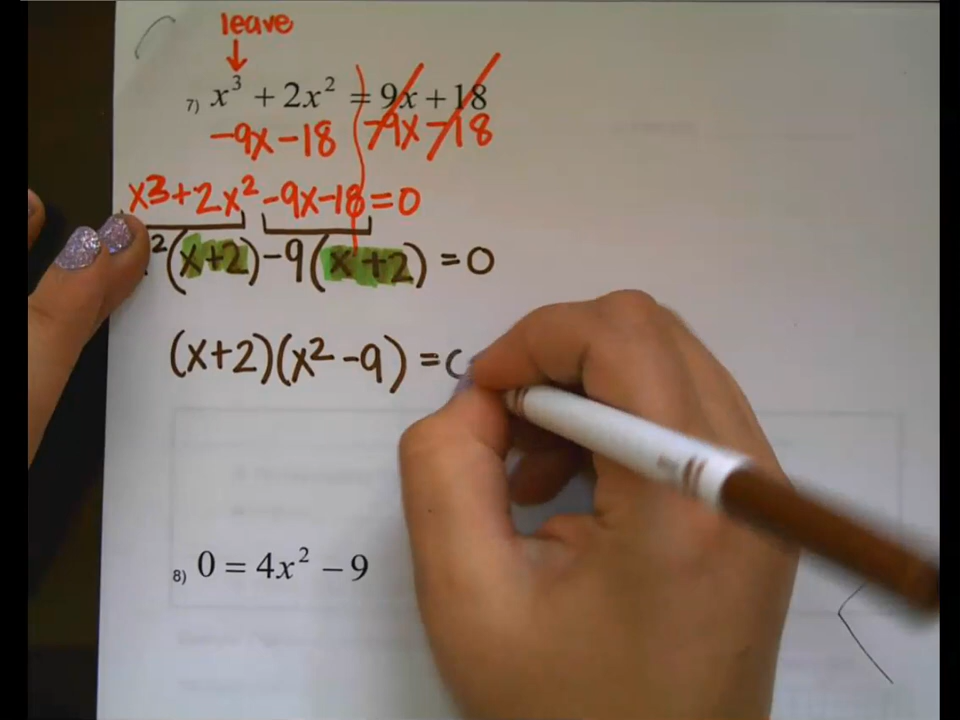 leave
7) x³ + 2x² = 9x + 18
-9x - 18 -9x - 18
x³ + 2x² - 9x - 18 = 0
²(x+2) - 9(x+2) = 0
(x+2)(x² - 9) =
8) 0 = 4x² - 9